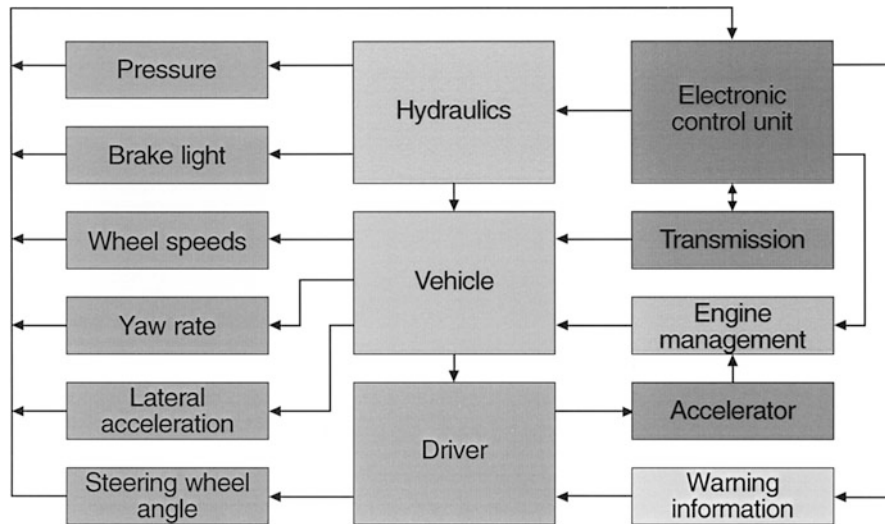 Pressure
Hydraulics
Electronic
control unit
Brake light
Wheel speeds
Transmission
Vehicle
Yaw rate
Engine
management
Lateral
acceleration
Accelerator
Driver
Steering wheel
angle
Warning
information